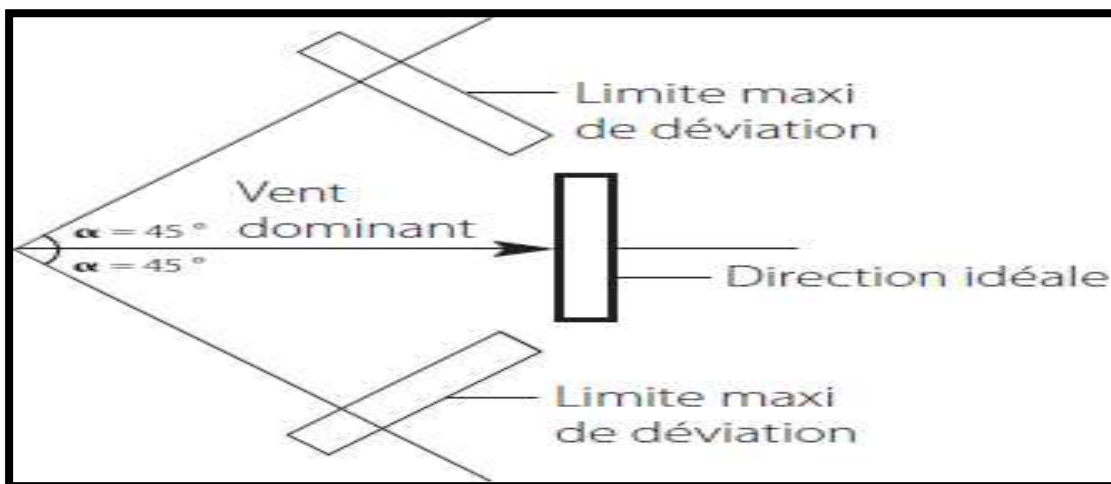 Limite maxi
de déviation
Vent
dominant
α = 45 °
α = 45 °
Direction idéale
Limite maxi
de déviation